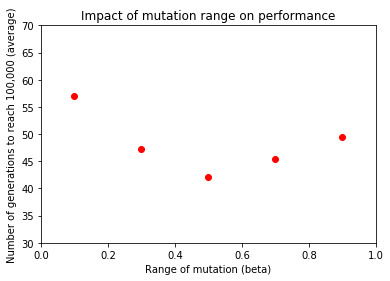 Impact of mutation range on performance
Number of generations to reach 100,000 (average)
70
65
60
55
50
45
40
35
30
0.0 0.2 0.4 0.6 0.8 1.0
Range of mutation (beta)